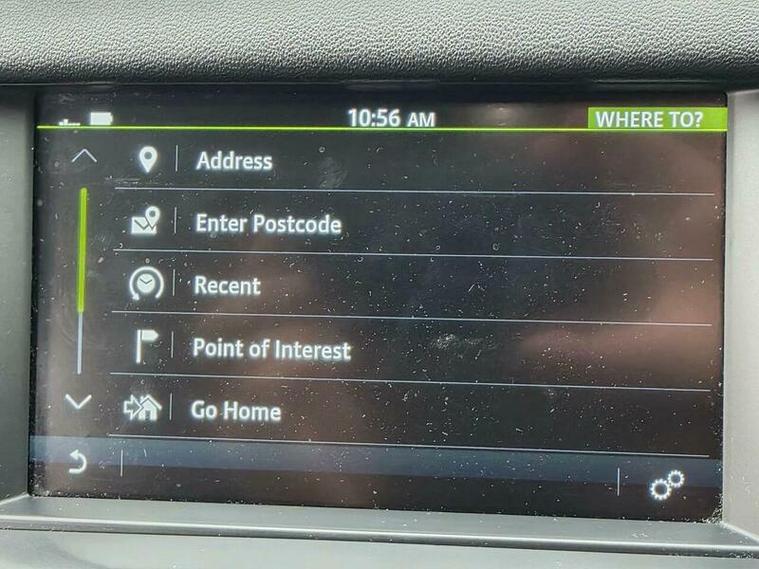 10:56 AM
WHERE TO?
Address
Enter Postcode
Recent
Point of Interest
Go Home